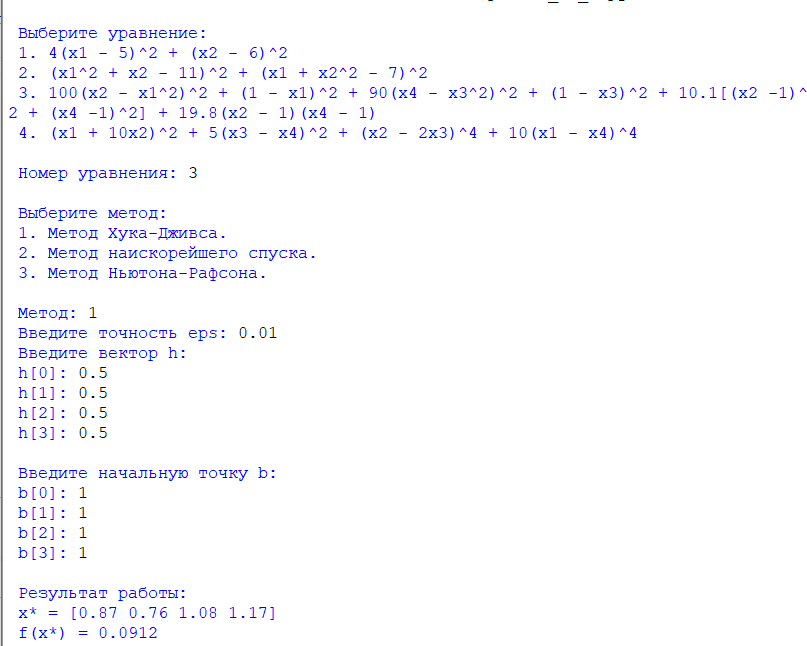 Выберите уравнение:
1. 4(x1 - 5)^2 + (x2 - 6)^2
2. (x1^2 + x2 - 11)^2 + (x1 + x2^2 - 7)^2
3. 100(x2 - x1^2)^2 + (1 - x1)^2 + 90(x4 - x3^2)^2 + (1 - x3)^2 + 10.1[(x2 -1)^
2 + (x4 -1)^2] + 19.8(x2 - 1)(x4 - 1)
4. (x1 + 10x2)^2 + 5(x3 - x4)^2 + (x2 - 2x3)^4 + 10(x1 - x4)^4
Номер уравнения: 3
Выберите метод:
1. Метод Хука-Дживса.
2. Метод наискорейшего спуска.
3. Метод Ньютона-Рафсона.
Метод: 1
Введите точность eps: 0.01
Введите вектор h:
h[0]: 0.5
h[1]: 0.5
h[2]: 0.5
h[3]: 0.5
Введите начальную точку b:
b[0]: 1
b[1]: 1
b[2]: 1
b[3]: 1
Результат работы:
x* = [0.87 0.76 1.08 1.17]
f(x*) = 0.0912